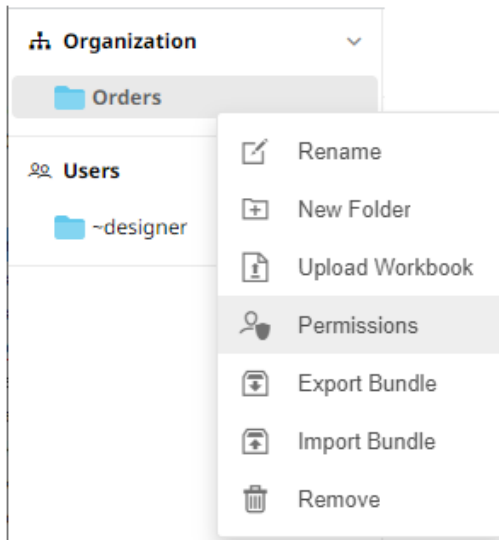 Organization
Orders
Users
~designer
Rename
New Folder
Upload Workbook
Permissions
Export Bundle
Import Bundle
Remove